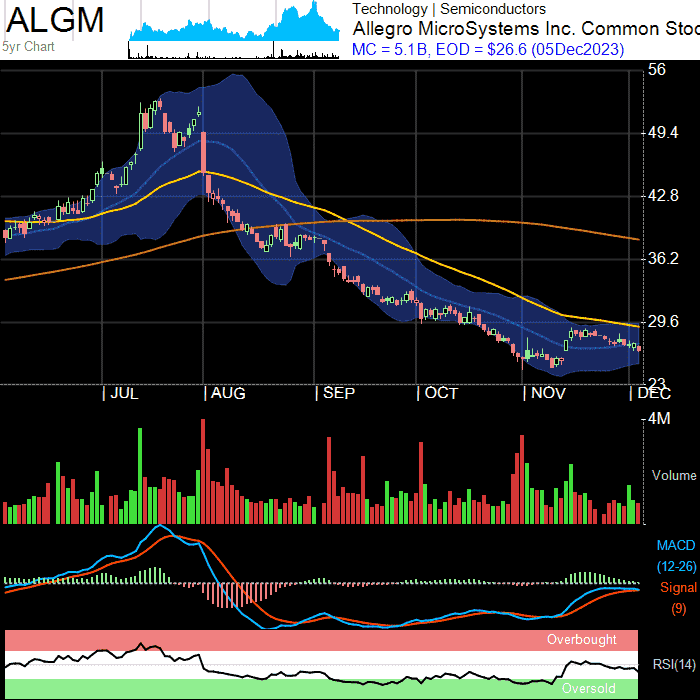 ALGM
5yr Chart
Technology | Semiconductors
Allegro MicroSystems Inc. Common Stoc
MC = 5.1B, EOD = $26.6 (05Dec2023)
56
49.4
42.8
36.2
29.6
23
JUL AUG SEP OCT NOV DEC
4M
Volume
MACD
(12-26)
Signal
(9)
Overbought
RSI(14)
Oversold